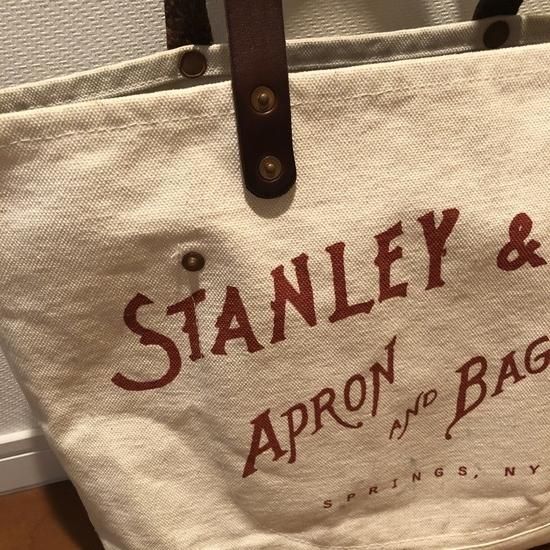 STANLEY &
APRON AND BAG
SPRINGS, NY